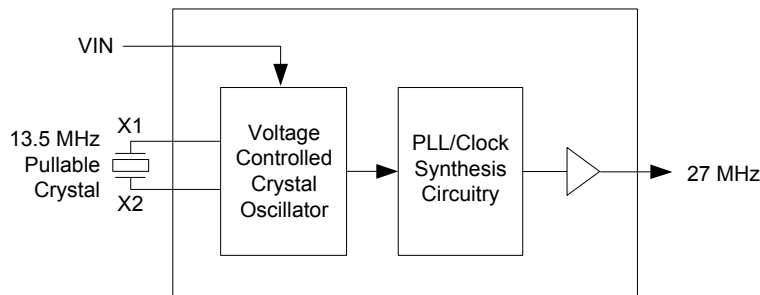 VIN
X1
13.5 MHz
Pullable
Crystal
X2
Voltage
Controlled
Crystal
Oscillator
PLL/Clock
Synthesis
Circuitry
27 MHz